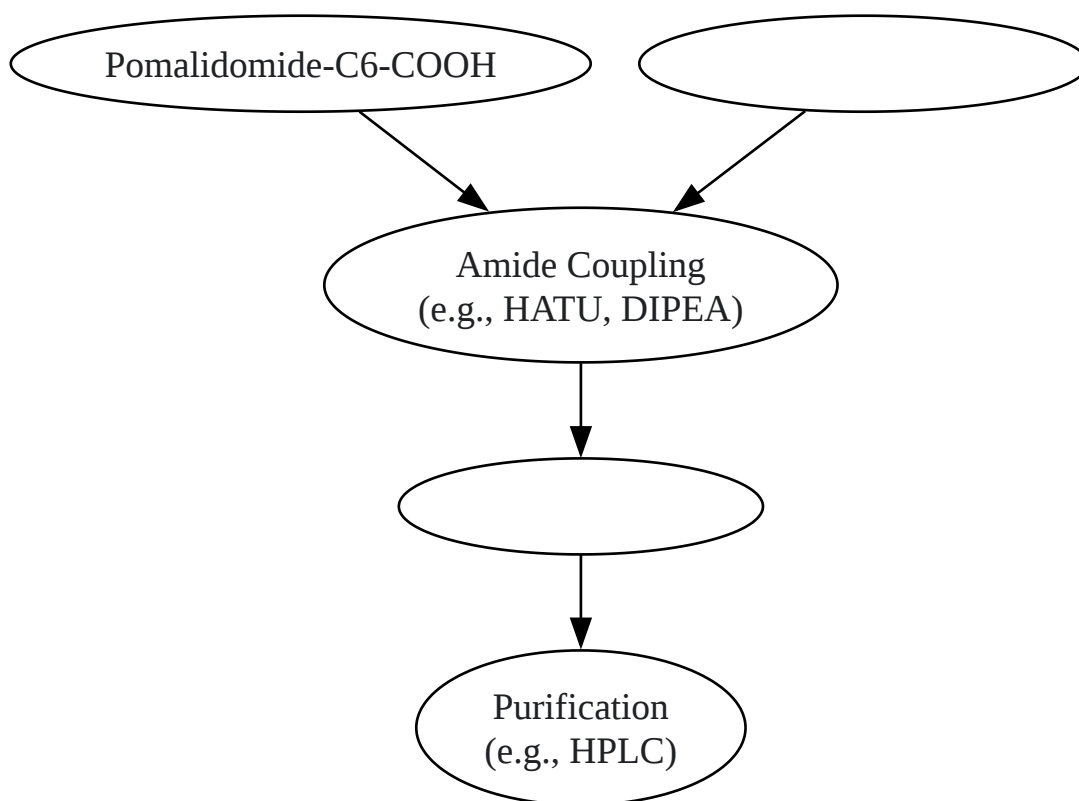 Pomalidomide-C6-COOH
Amide Coupling
(e.g., HATU, DIPEA)
Purification
(e.g., HPLC)